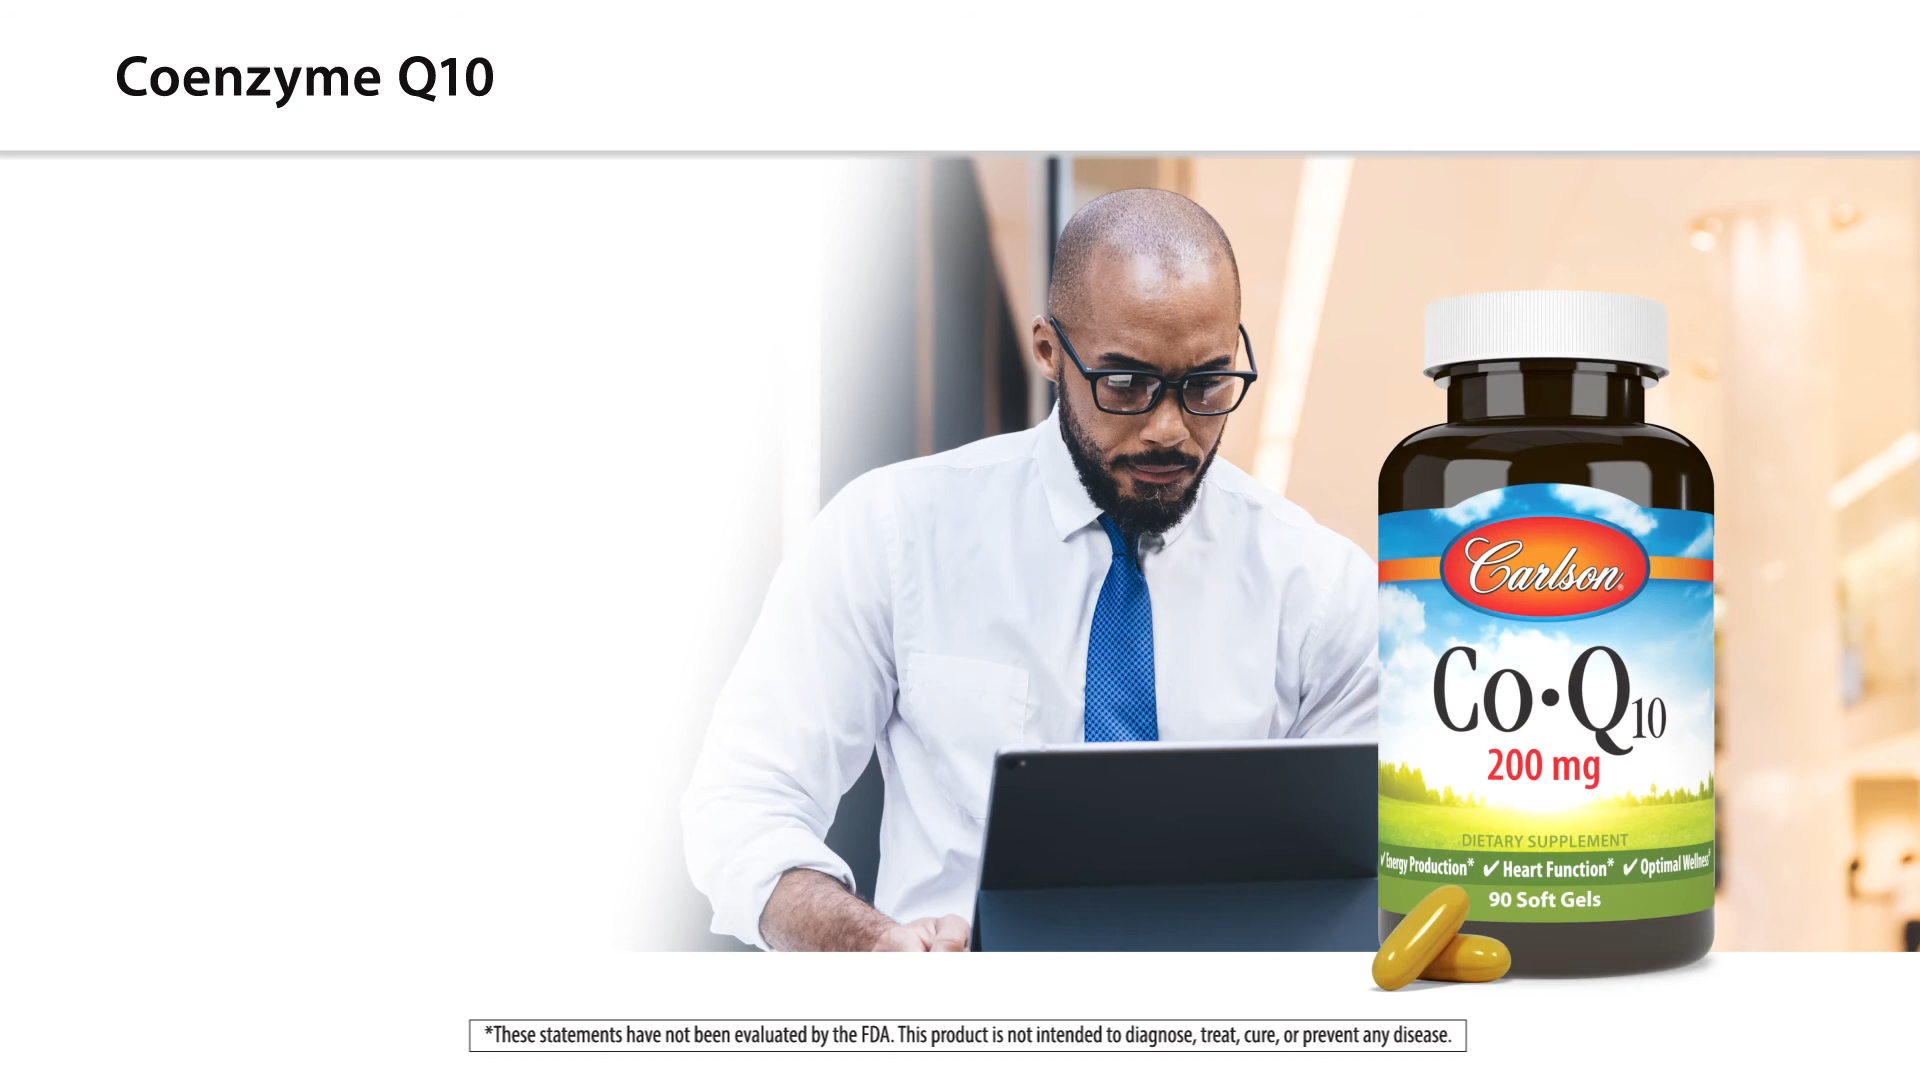 Coenzyme Q10
Carlson®
Co•Q10
200 mg
DIETARY SUPPLEMENT
✓Energy Production* ✓Heart Function* ✓Optimal Wellness*
90 Soft Gels
*These statements have not been evaluated by the FDA. This product is not intended to diagnose, treat, cure, or prevent any disease.